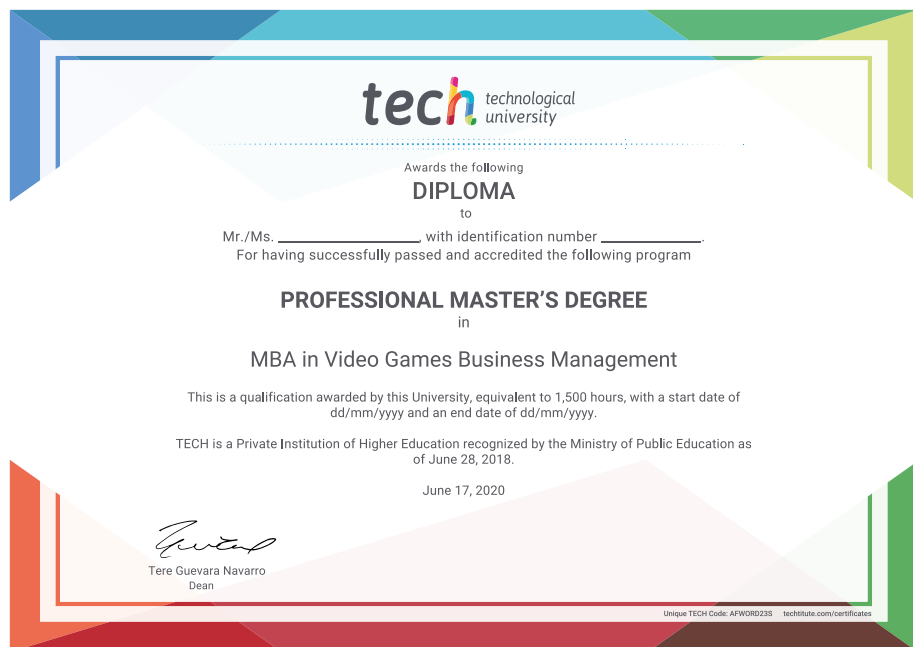 tech technological
university
Awards the following
DIPLOMA
to
Mr./Ms. ____________________, with identification number ______________.
For having successfully passed and accredited the following program
PROFESSIONAL MASTER'S DEGREE
in
MBA in Video Games Business Management
This is a qualification awarded by this University, equivalent to 1,500 hours, with a start date of
dd/mm/yyyy and an end date of dd/mm/yyyy.
TECH is a Private Institution of Higher Education recognized by the Ministry of Public Education as
of June 28, 2018.
June 17, 2020
Tere Guevara Navarro
Dean
Unique TECH Code: AFWORD23S techtitute.com/certificates